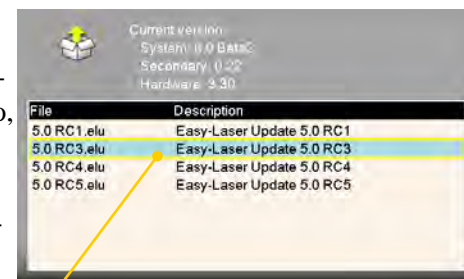 Current version:
System: Beta2
Secondary: 0.22
Hardware: 3.30
-
o,
File Description
5.0 RC1.elu Easy-Laser Update 5.0 RC1
5.0 RC3.elu Easy-Laser Update 5.0 RC3
5.0 RC4.elu Easy-Laser Update 5.0 RC4
5.0 RC5.elu Easy-Laser Update 5.0 RC5